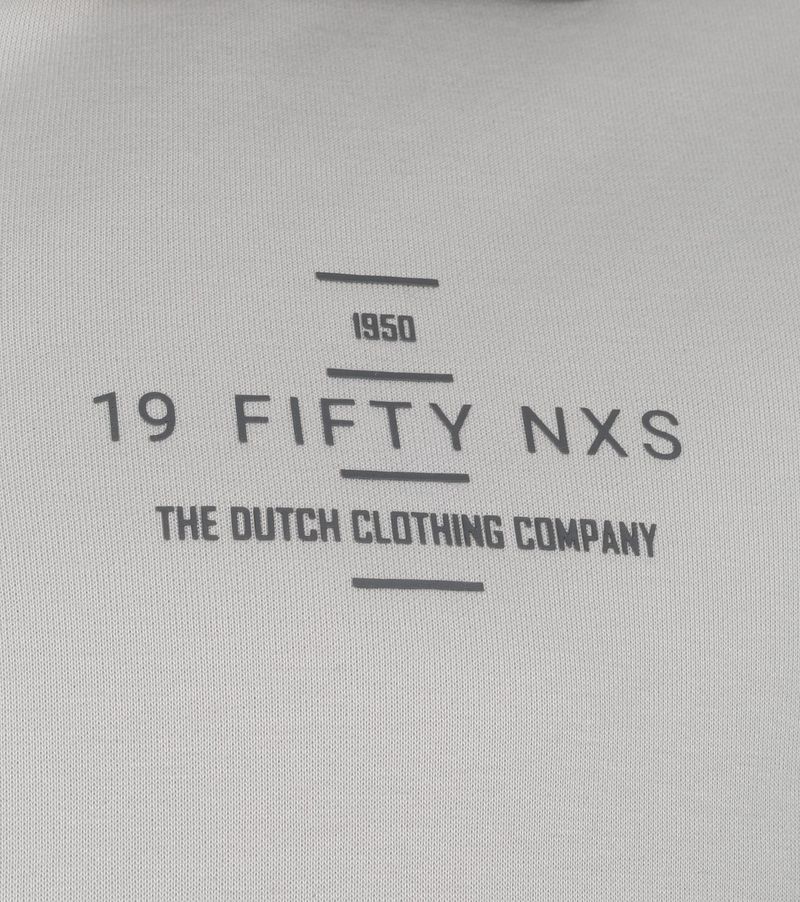 1950
19 FIFTY NXS
THE DUTCH CLOTHING COMPANY